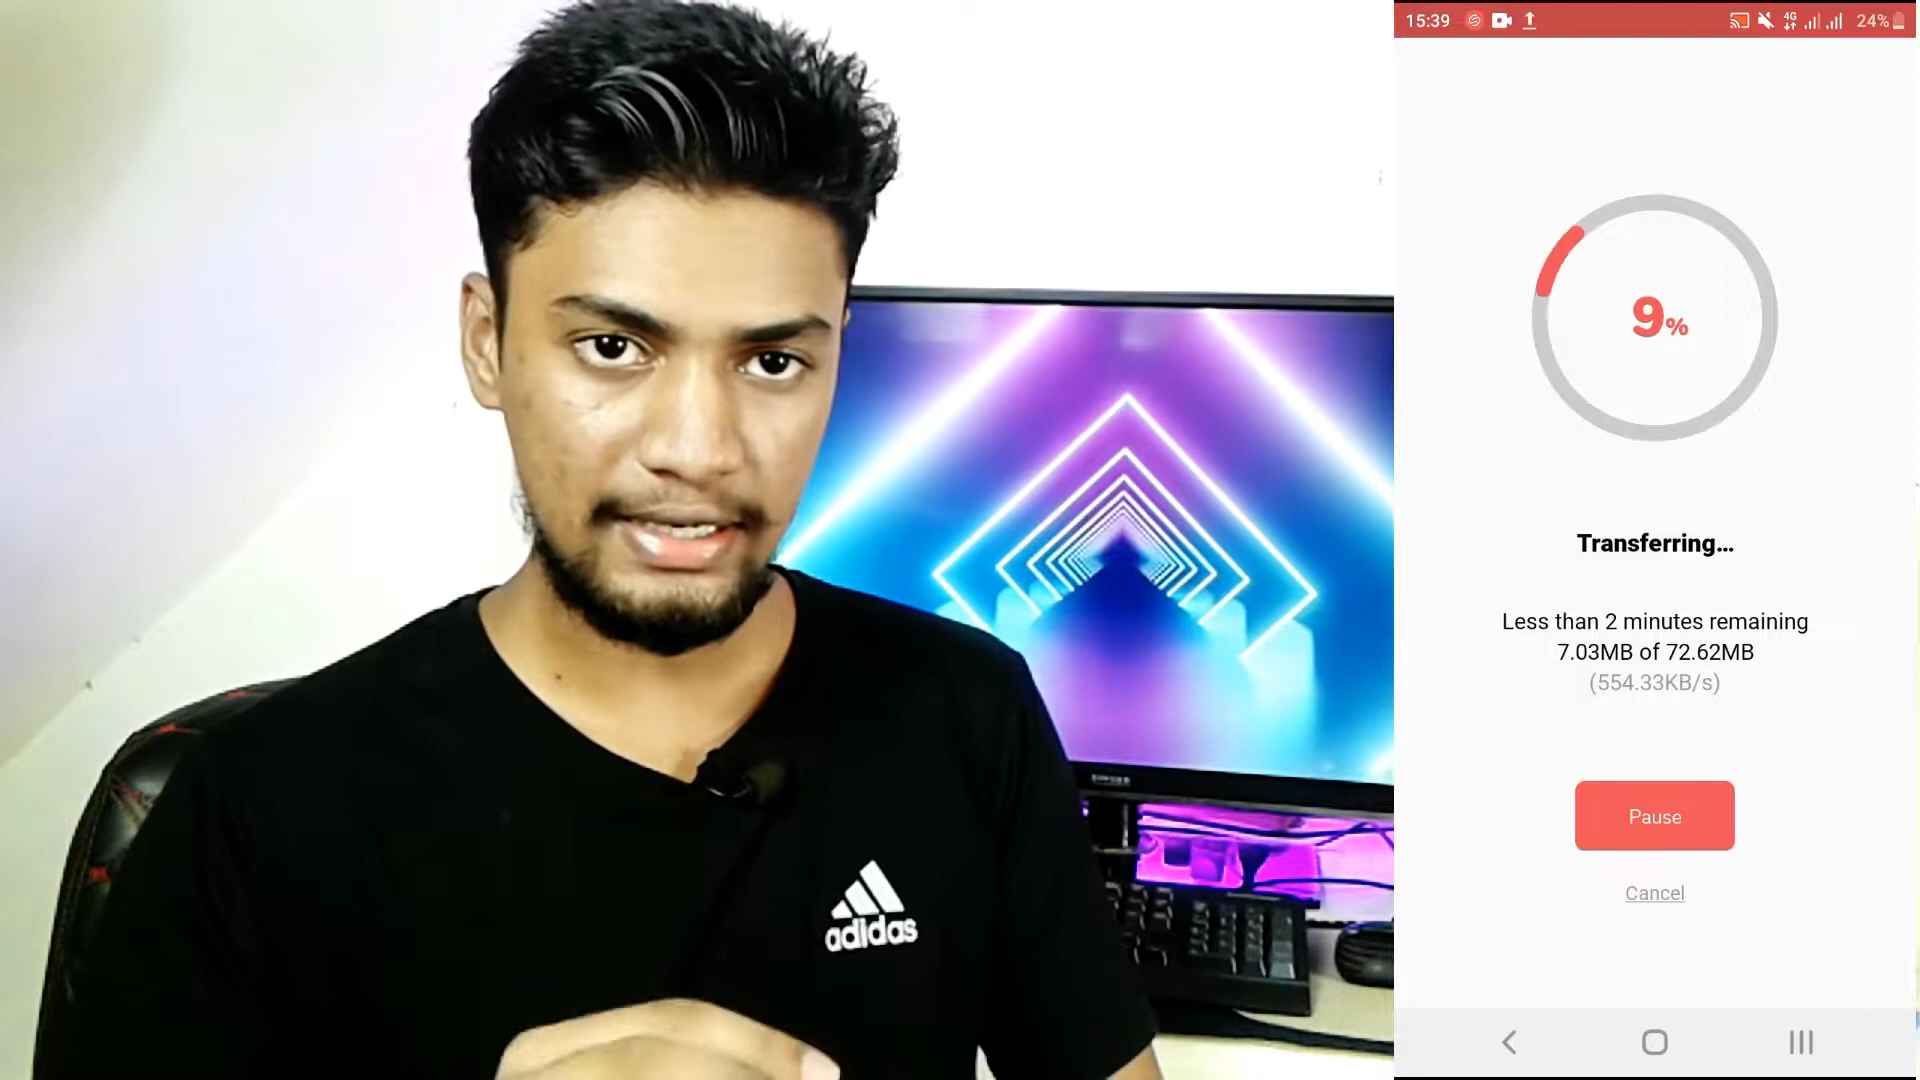 15:39
4G
24%
9%
Transferring...
Less than 2 minutes remaining
7.03MB of 72.62MB
(554.33KB/s)
Pause
Cancel
adidas